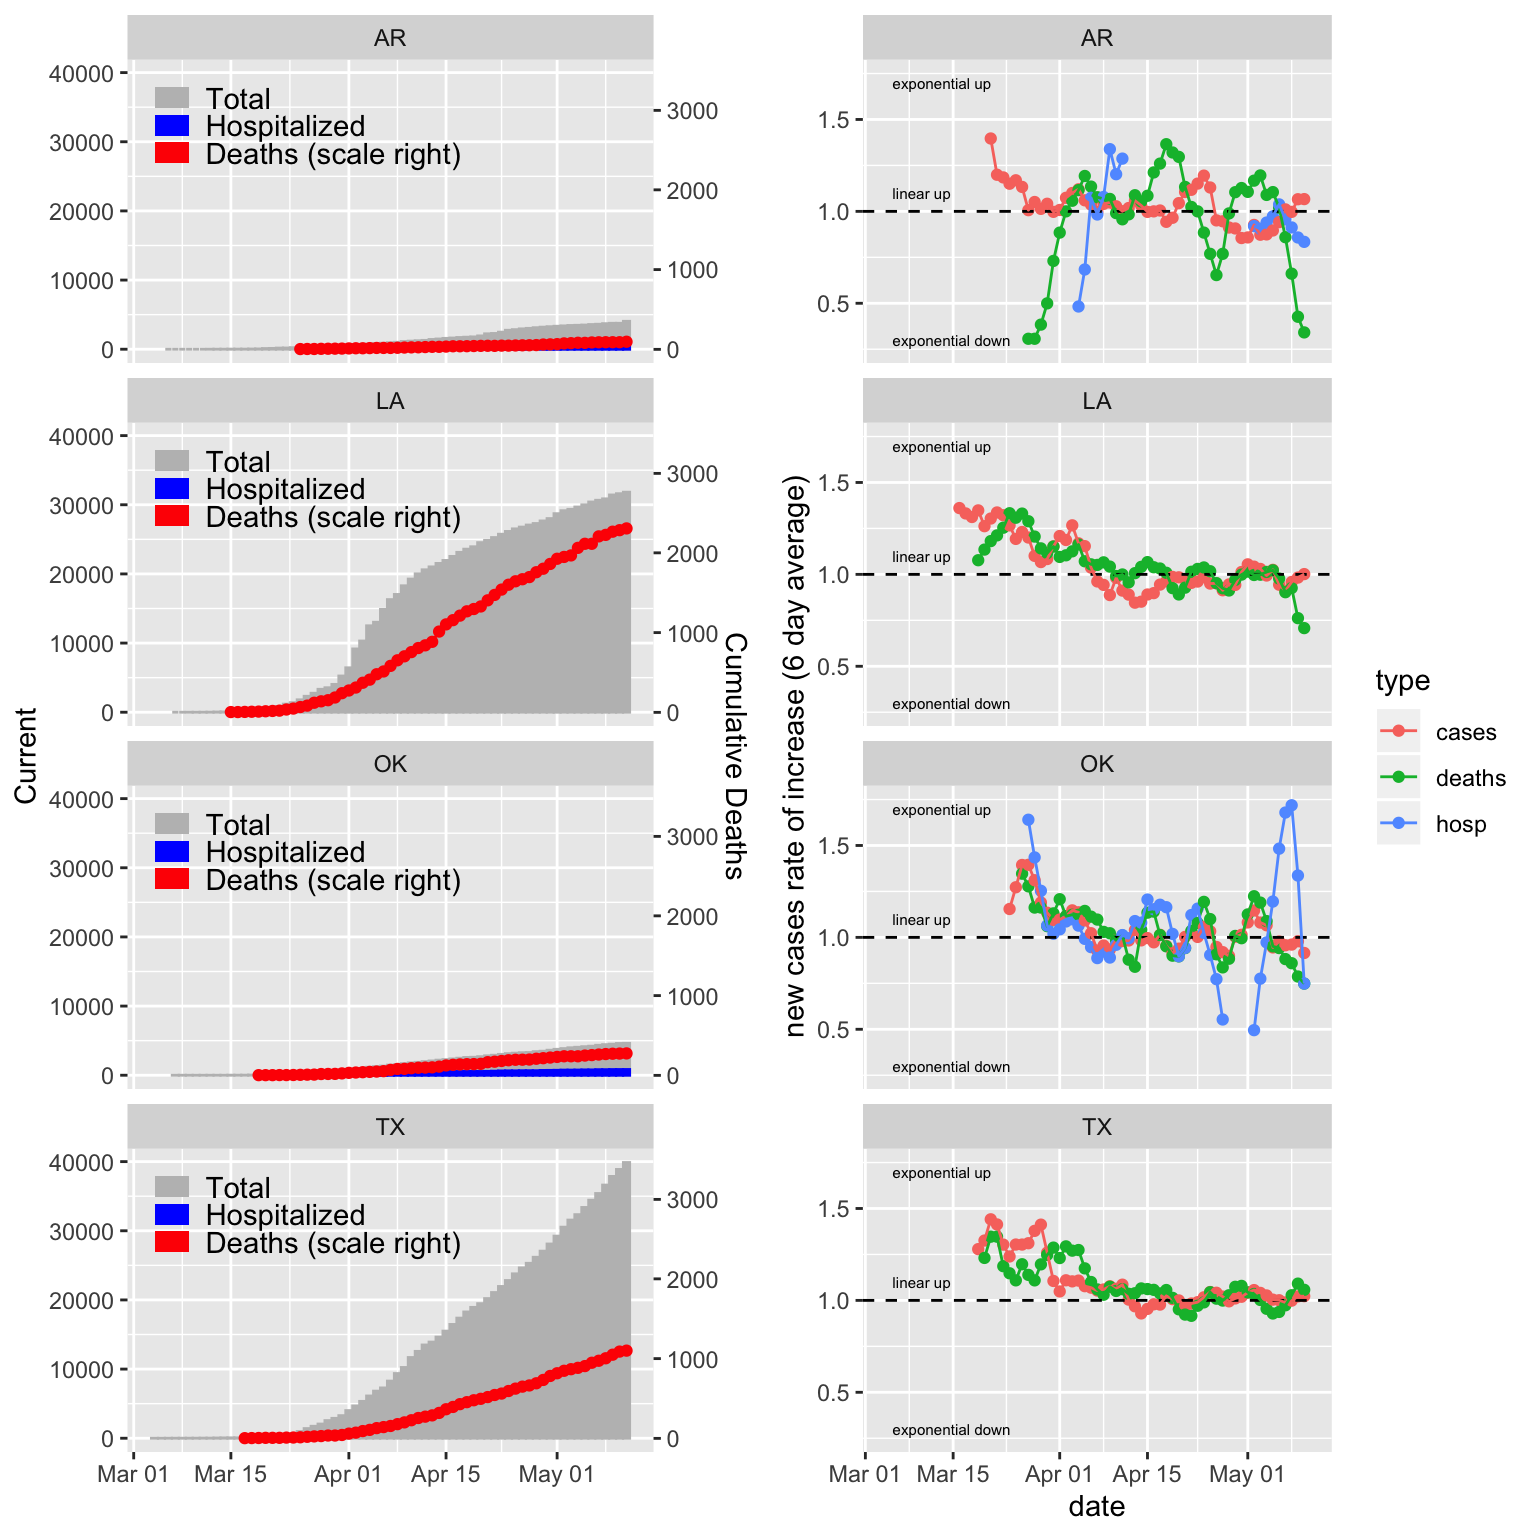 AR
40000
30000
20000
10000
0
Total
Hospitalized
Deaths (scale right)
3000
2000
1000
0
LA
40000
30000
20000
10000
0
Total
Hospitalized
Deaths (scale right)
3000
2000
1000
0
OK
40000
30000
20000
10000
0
Total
Hospitalized
Deaths (scale right)
3000
2000
1000
0
TX
40000
30000
20000
10000
0
Total
Hospitalized
Deaths (scale right)
3000
2000
1000
0
Mar 01
Mar 15
Apr 01
Apr 15
May 01
Current
Cumulative Deaths
AR
1.5
1.0
0.5
exponential up
linear up
exponential down
LA
1.5
1.0
0.5
exponential up
linear up
exponential down
OK
1.5
1.0
0.5
exponential up
linear up
exponential down
TX
1.5
1.0
0.5
exponential up
linear up
exponential down
Mar 01
Mar 15
Apr 01
Apr 15
May 01
date
new cases rate of increase (6 day average)
type
cases
deaths
hosp